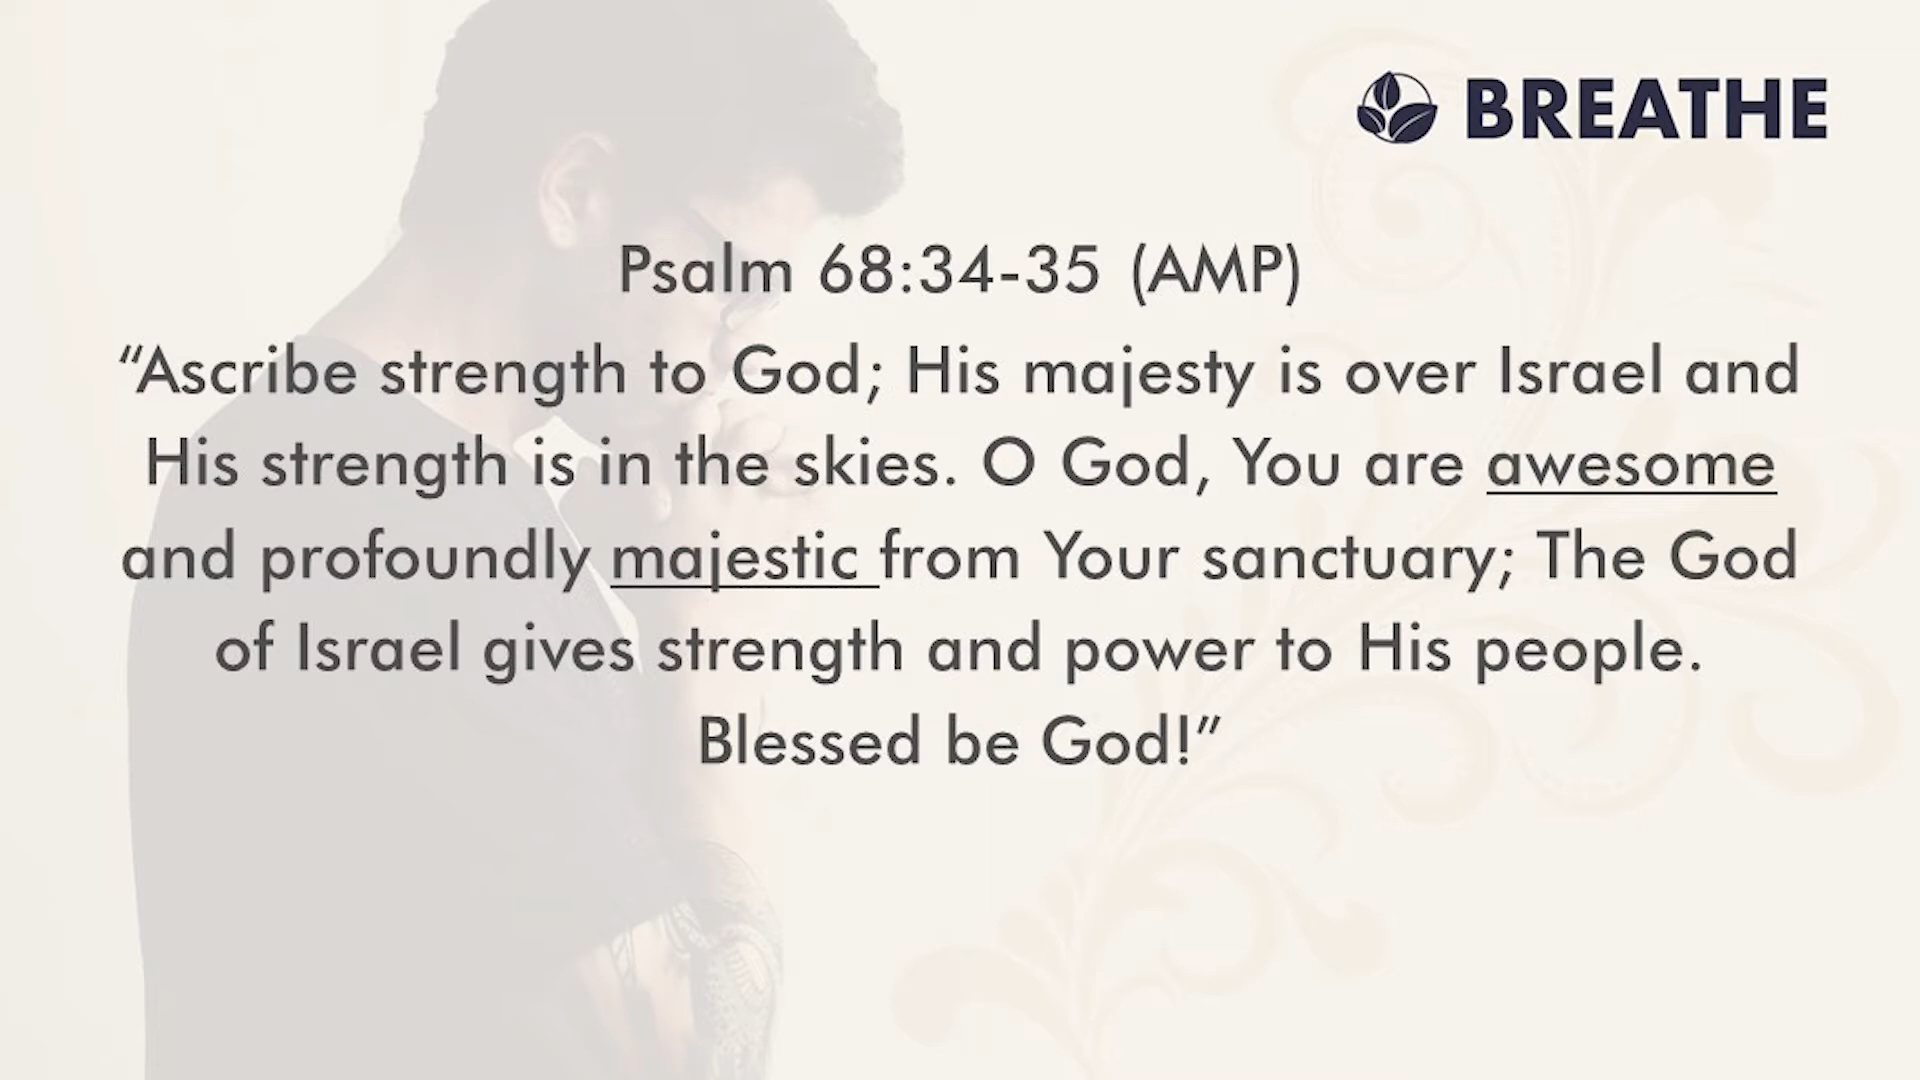 BREATHE
Psalm 68:34-35 (AMP)
“Ascribe strength to God; His majesty is over Israel and
His strength is in the skies. O God, You are awesome
and profoundly majestic from Your sanctuary; The God
of Israel gives strength and power to His people.
Blessed be God!”